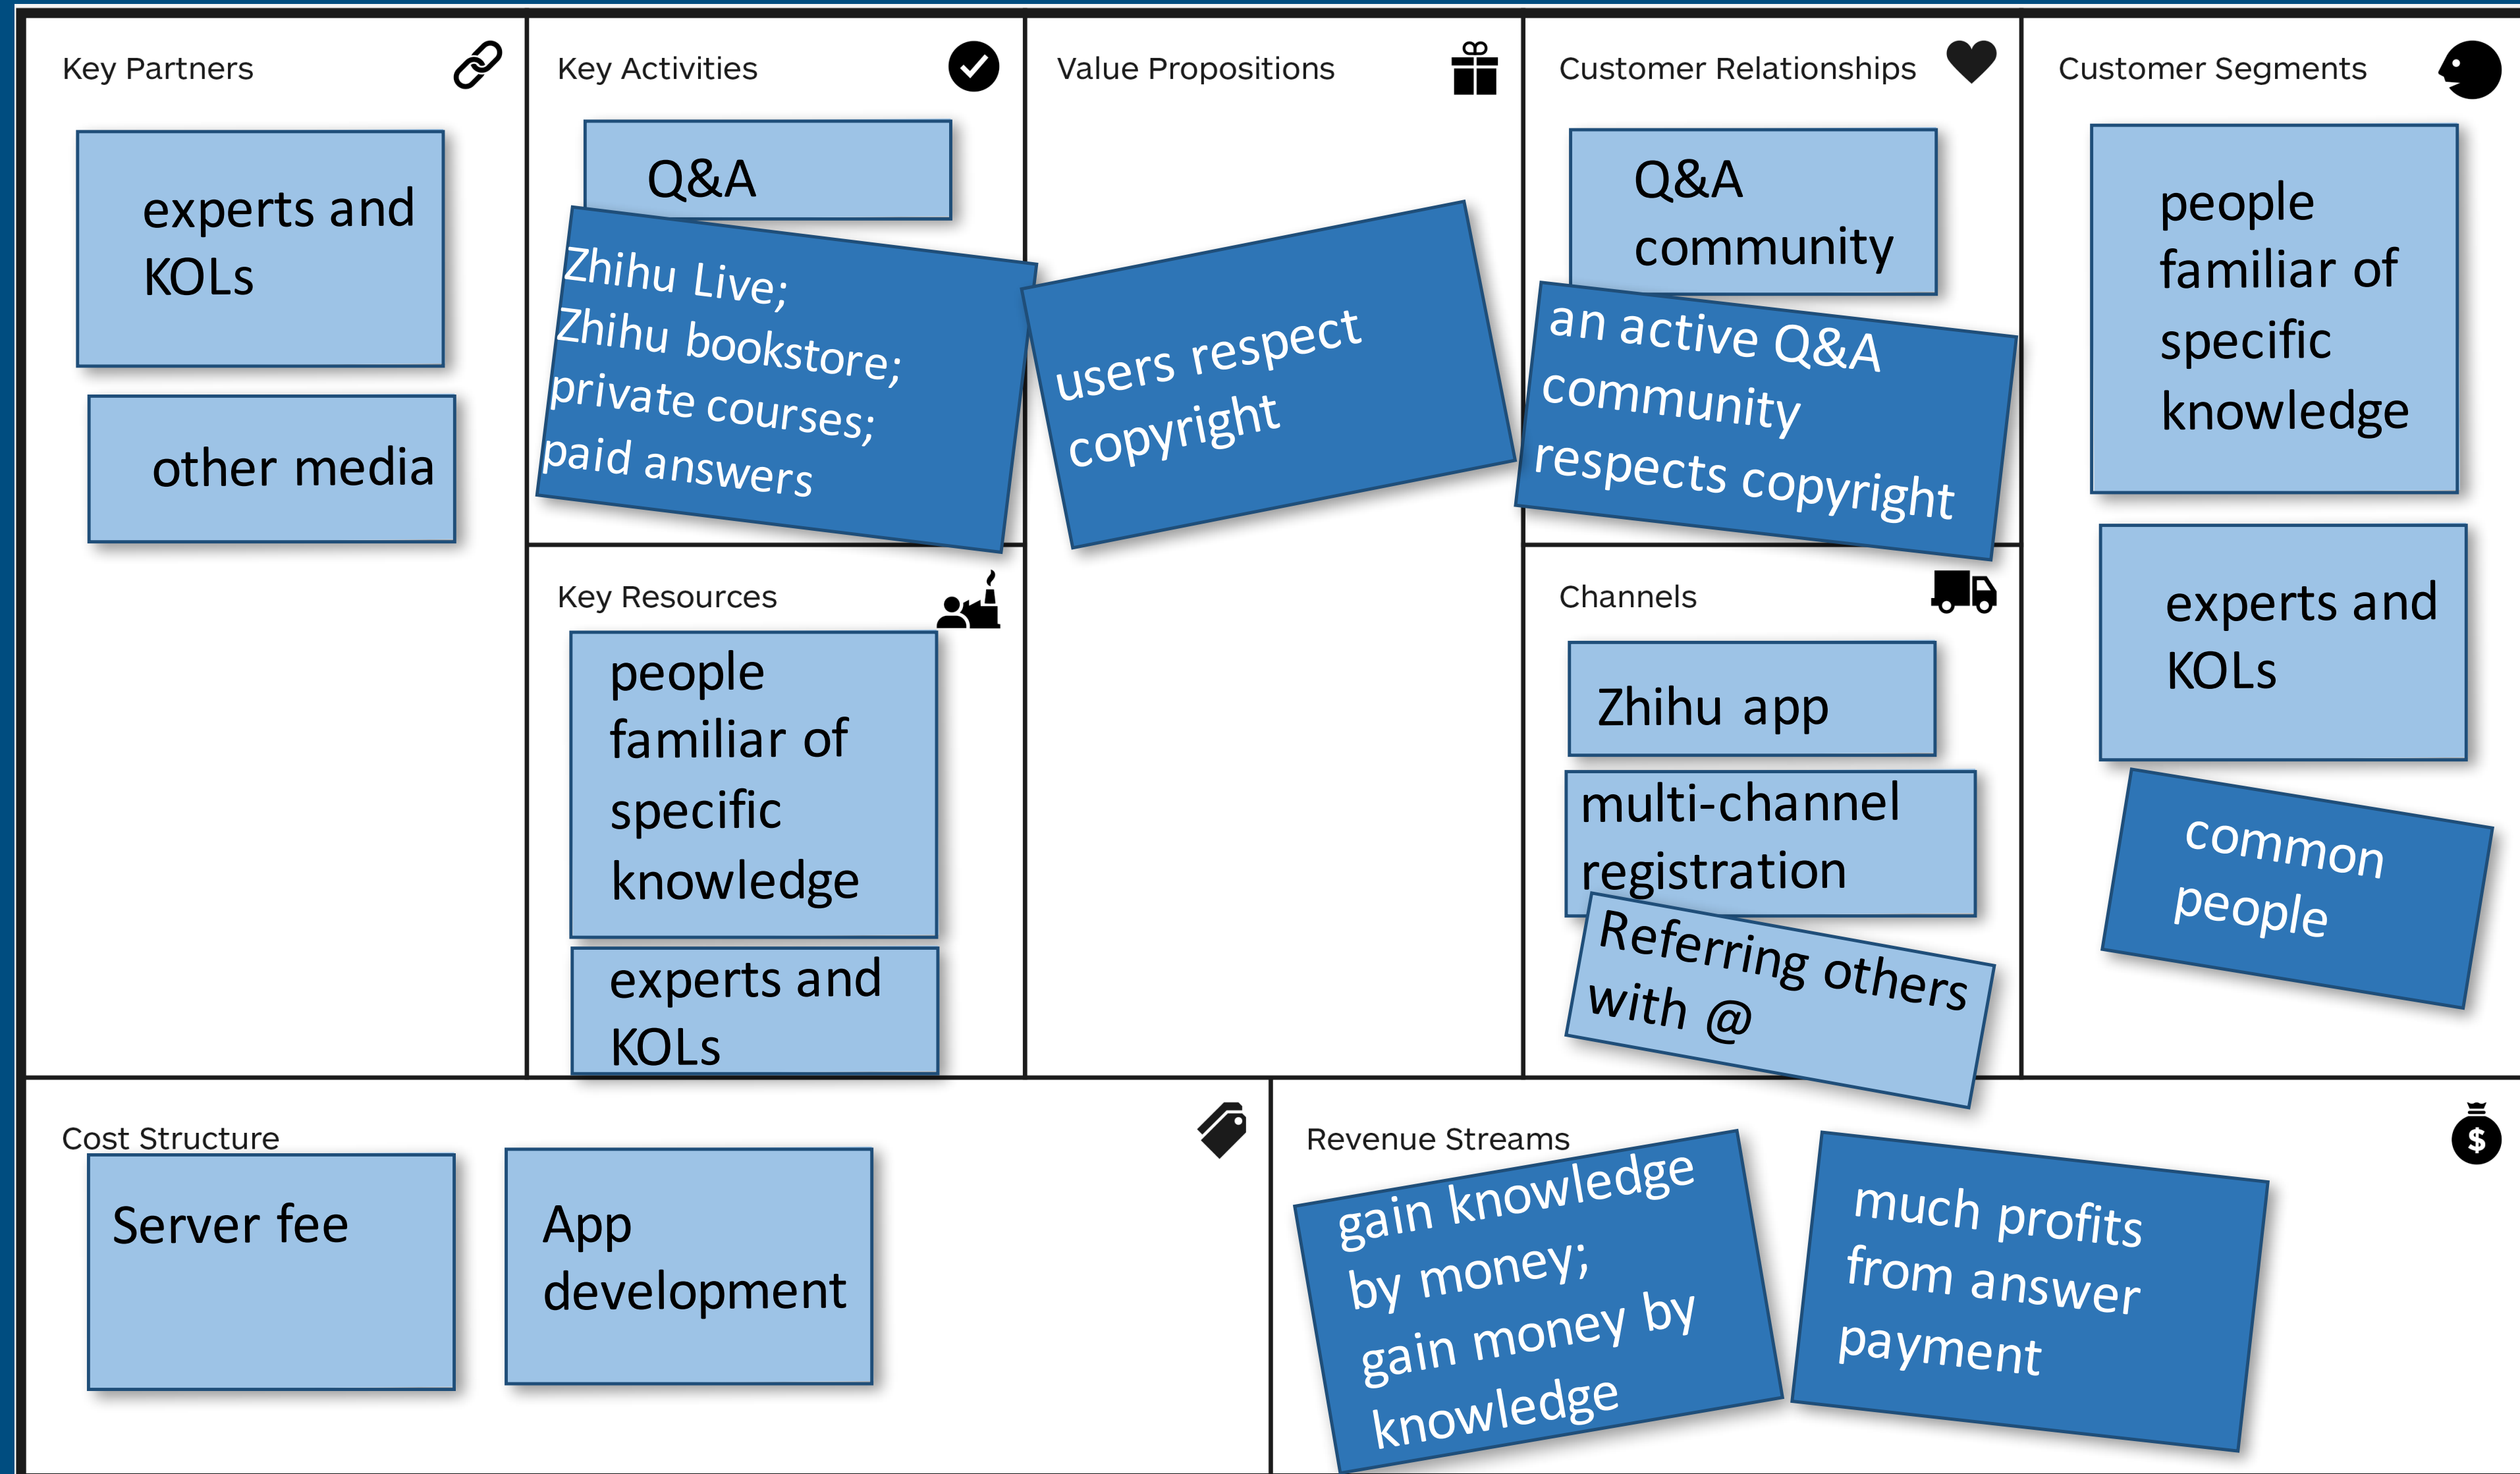 Key Partners
experts and
KOLs
other media
Key Activities
Q&A
Zhihu Live;
Zhihu bookstore;
private courses;
paid answers
Key Resources
people
familiar of
specific
knowledge
experts and
KOLs
Value Propositions
users respect
copyright
Customer Relationships
Q&A
community
an active Q&A
community
respects copyright
Channels
Zhihu app
multi-channel
registration
Referring others
with @
Customer Segments
people
familiar of
specific
knowledge
experts and
KOLs
common
people
Cost Structure
Server fee
App
development
Revenue Streams
gain knowledge
by money;
gain money by
knowledge
much profits
from answer
payment
$